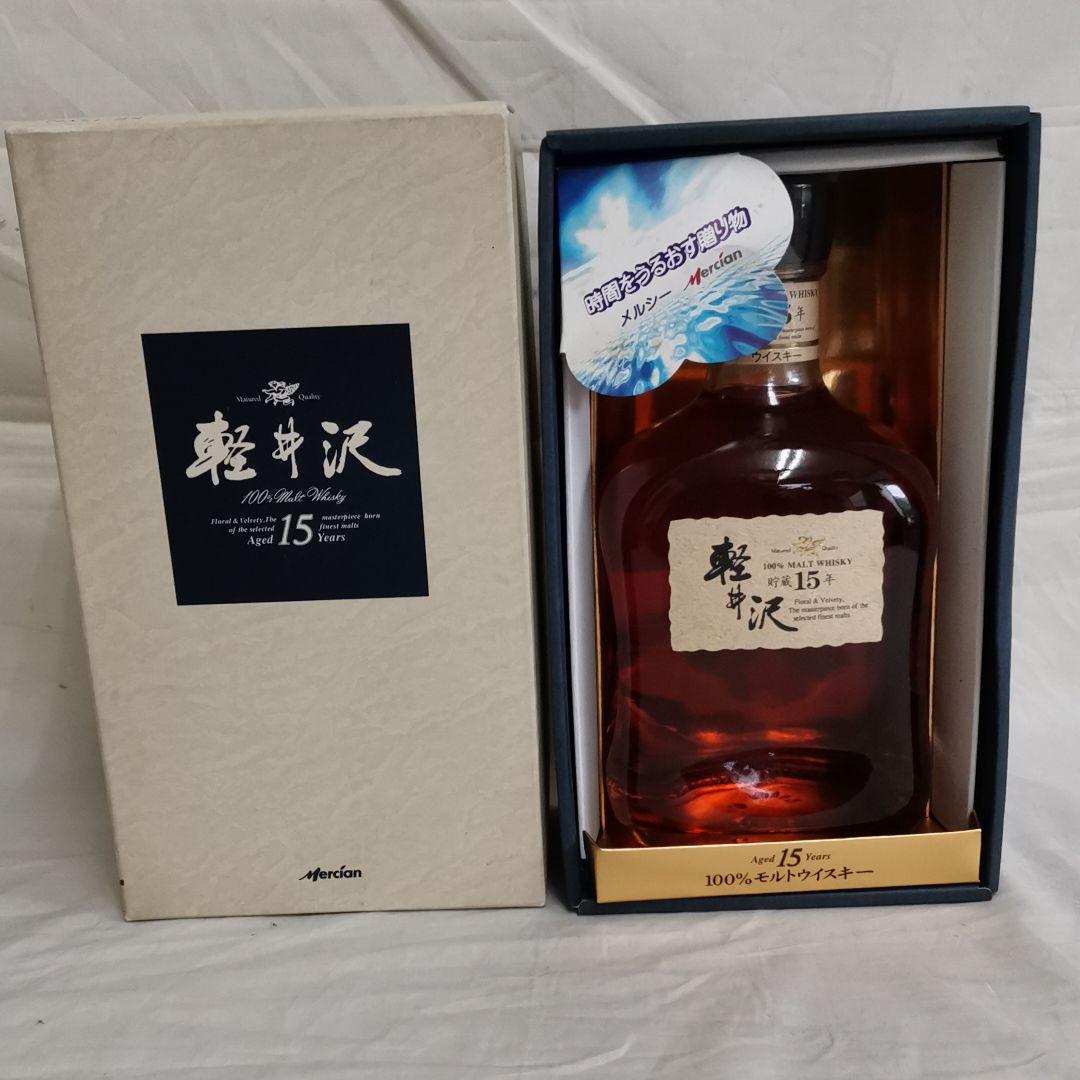 Matured Quality
軽井沢
100% Malt Whisky
Floral & Velvety. The masterpiece born
of the selected finest malts
Aged 15 Years
Mercian
時間をうるおす贈り物
メルシー Mercian
WHISKY
年
ウイスキー
軽井沢
Matured Quality
100% MALT WHISKY
貯蔵15年
Floral & Velvety.
The masterpiece born of the
selected finest malts
Aged 15 Years
100%モルトウイスキー